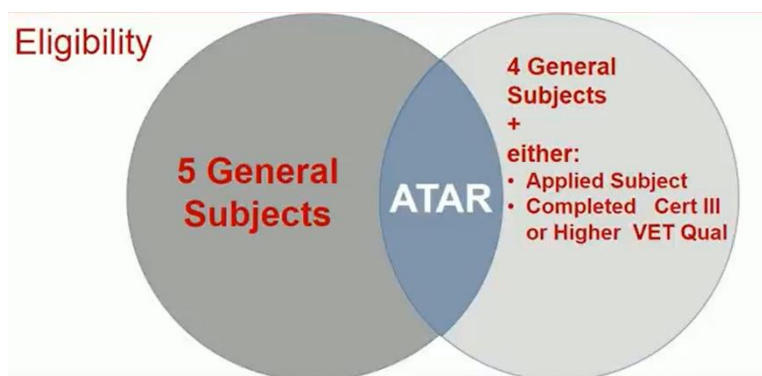 Eligibility
5 General
Subjects
ATAR
4 General
Subjects
+
either:
• Applied Subject
• Completed Cert III
or Higher VET Qual